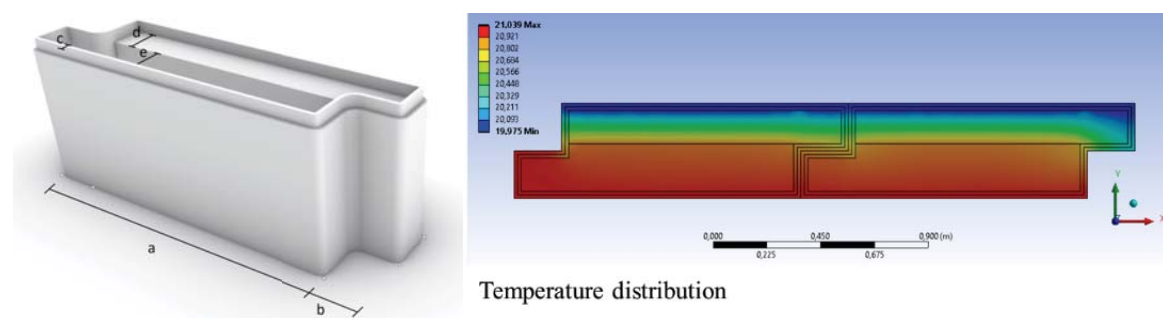 c
d
e
a
b
21,039 Max
20,921
20,802
20,684
20,566
20,448
20,329
20,211
20,093
19,975 Min
Y
X
0,000
0,450
0,900 (m)
0,225
0,675
Temperature distribution